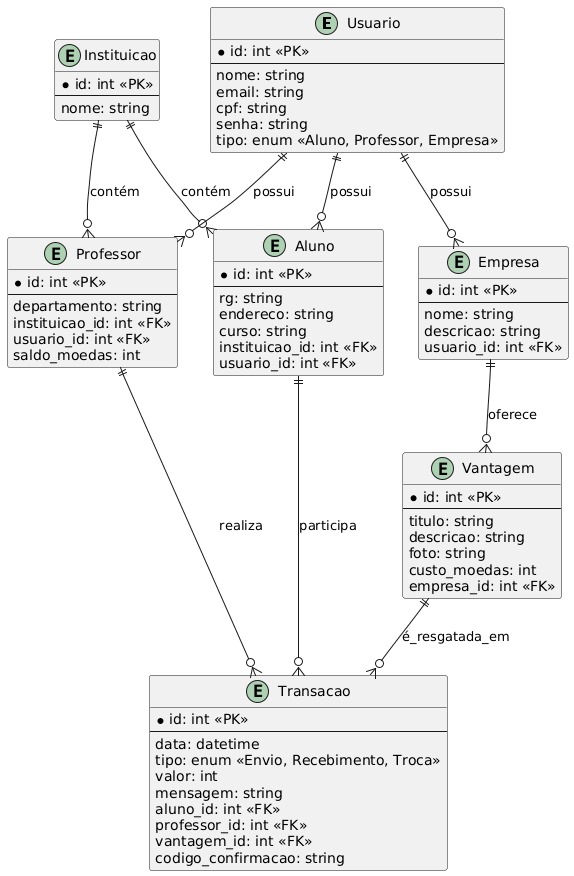 E Usuario
* id: int «PK»
nome: string
email: string
cpf: string
senha: string
tipo: enum «Aluno, Professor, Empresa»
E Instituicao
* id: int «PK»
nome: string
contém
contém
possui
possui
possui
E Professor
* id: int «PK»
departamento: string
instituicao_id: int «FK»
usuario_id: int «FK»
saldo_moedas: int
E Aluno
* id: int «PK»
rg: string
endereco: string
curso: string
instituicao_id: int «FK»
usuario_id: int «FK»
E Empresa
* id: int «PK»
nome: string
descricao: string
usuario_id: int «FK»
oferece
E Vantagem
* id: int «PK»
titulo: string
descricao: string
foto: string
custo_moedas: int
empresa_id: int «FK»
realiza
participa
é_resgatada_em
E Transacao
* id: int «PK»
data: datetime
tipo: enum «Envio, Recebimento, Troca»
valor: int
mensagem: string
aluno_id: int «FK»
professor_id: int «FK»
vantagem_id: int «FK»
codigo_confirmacao: string